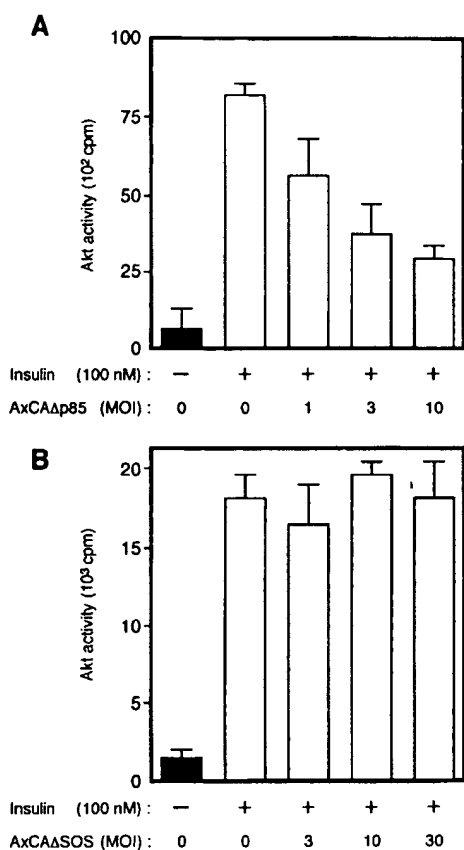 A
100
75
50
25
0
Akt activity (10² cpm)
Insulin (100 nM) : − + + + +
AxCAΔp85 (MOI) : 0 0 1 3 10
B
20
15
10
5
0
Akt activity (10³ cpm)
Insulin (100 nM) : − + + + +
AxCAΔSOS (MOI) : 0 0 3 10 30